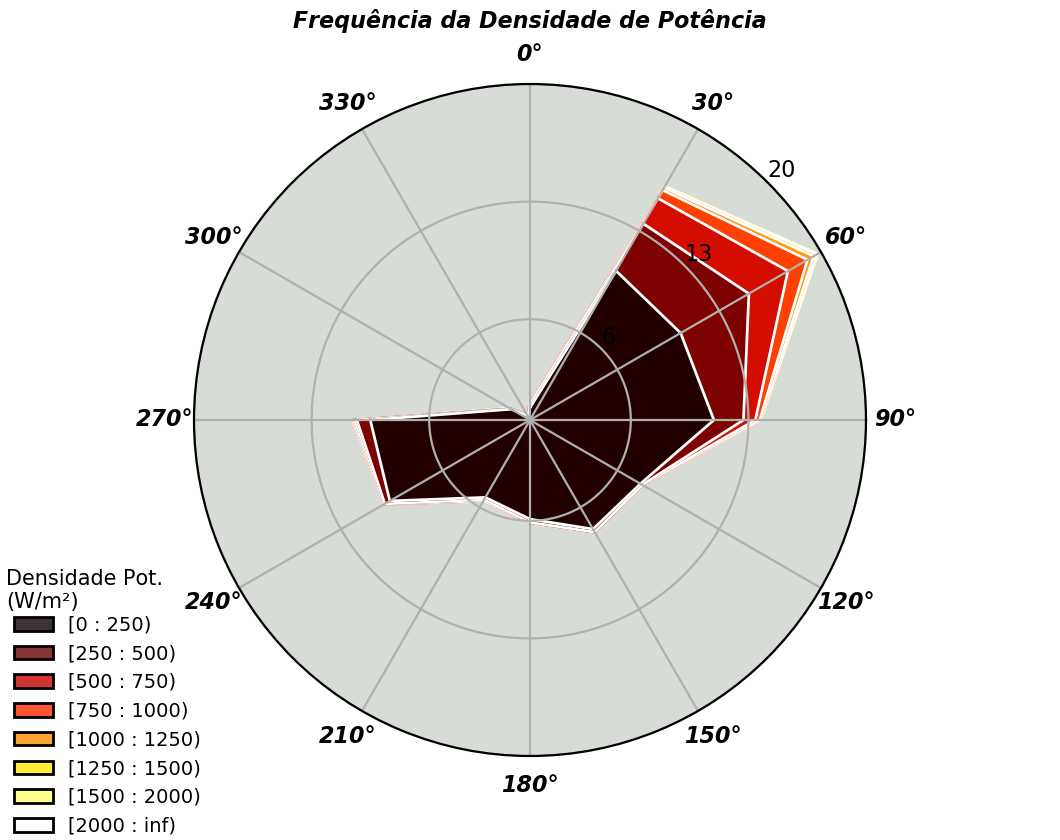 Frequência da Densidade de Potência
0°
330°
30°
20
300°
60°
13
6
270°
90°
240°
120°
210°
150°
180°
Densidade Pot.
(W/m²)
[0 : 250)
[250 : 500)
[500 : 750)
[750 : 1000)
[1000 : 1250)
[1250 : 1500)
[1500 : 2000)
[2000 : inf)